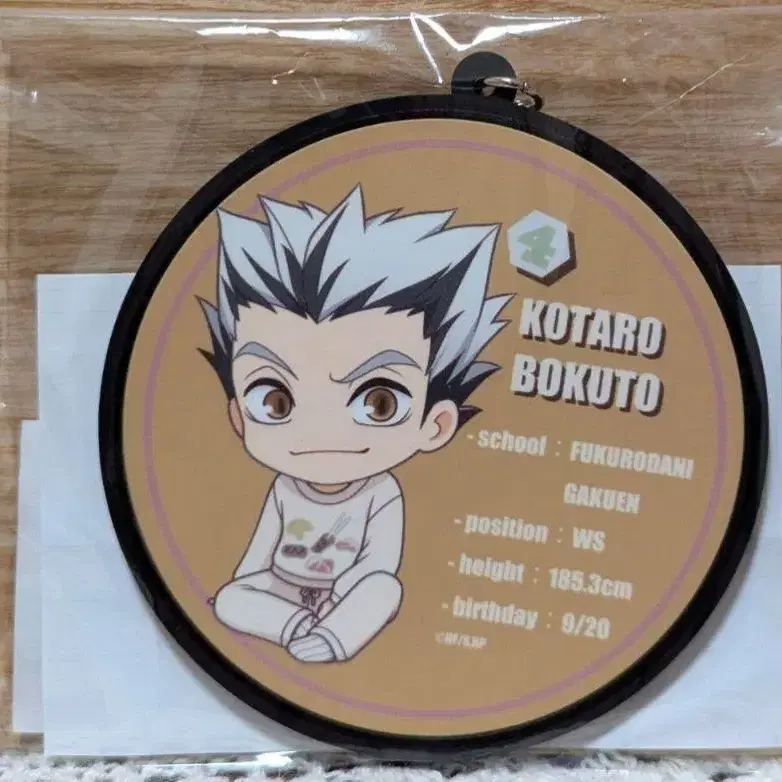 4
KOTARO
BOKUTO
-school : FUKURODANI
GAKUEN
-position : WS
-height : 185.3cm
-birthday : 9/20